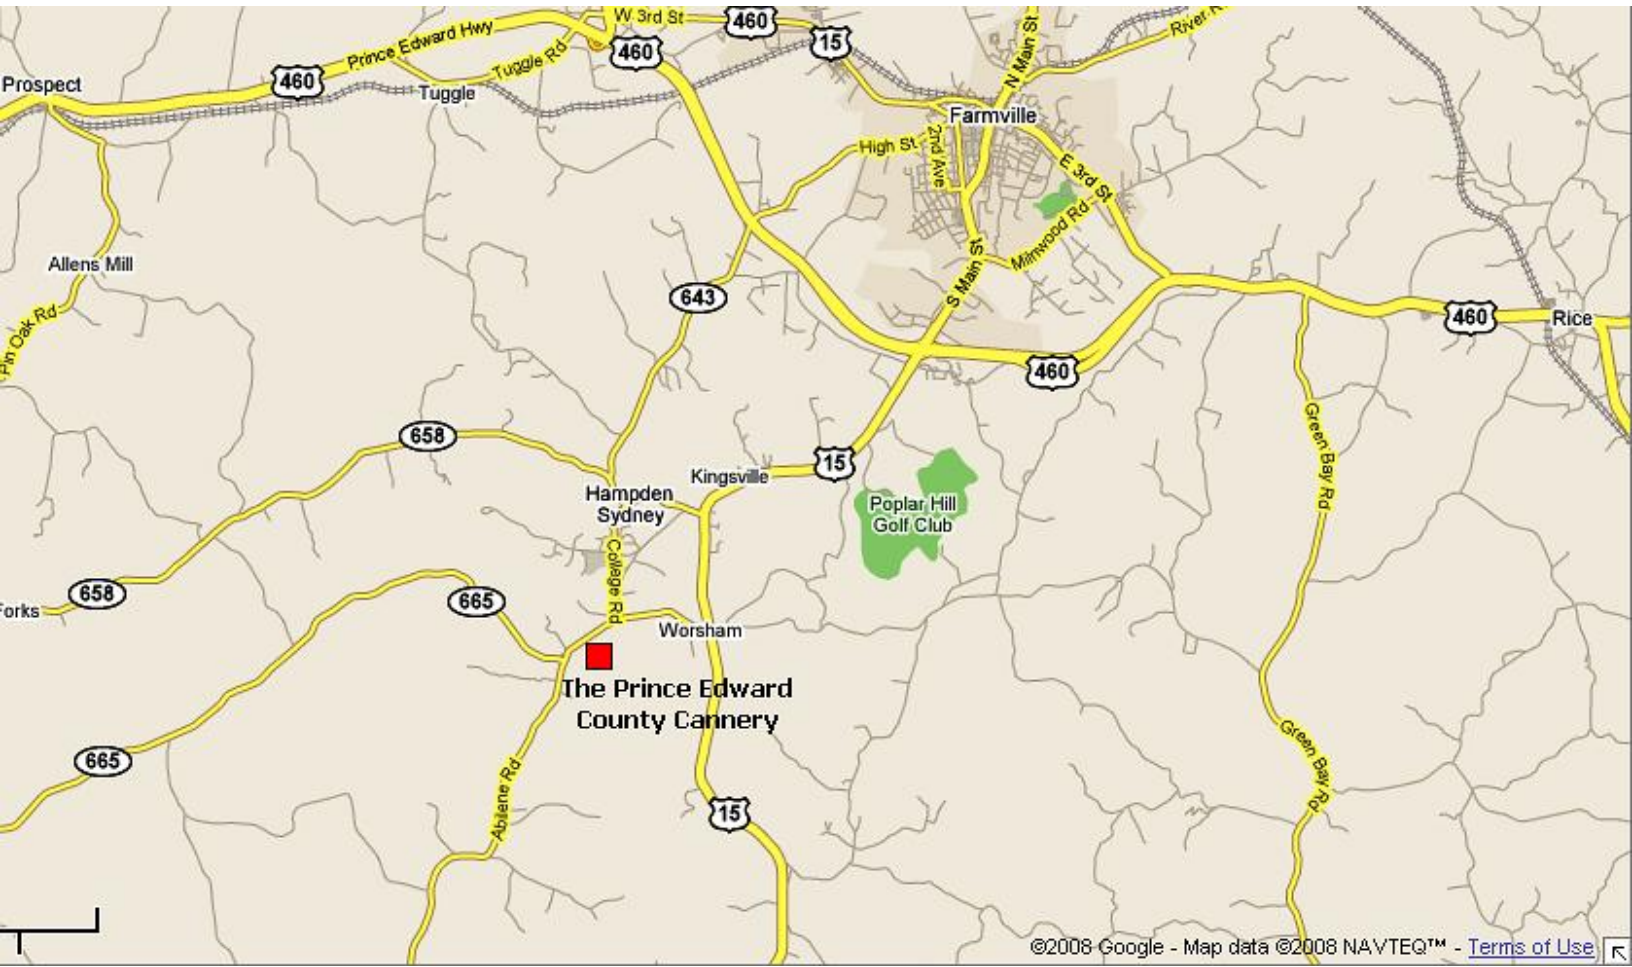 W 3rd St
460
15
N Main St
River R
Prince Edward Hwy
460
Tuggle Rd
460
Prospect
Tuggle
Farmville
High St
2nd Ave
E 3rd St
Milnwood Rd
Allens Mill
S Main St
643
Pin Oak Rd
460
Rice
460
658
Green Bay Rd
15
Kingsville
Hampden
Sydney
Poplar Hill
Golf Club
College Rd
658
665
Forks
Worsham
The Prince Edward
County Cannery
Green Bay Rd
665
Abilene Rd
15
©2008 Google - Map data ©2008 NAVTEQ™ - Terms of Use